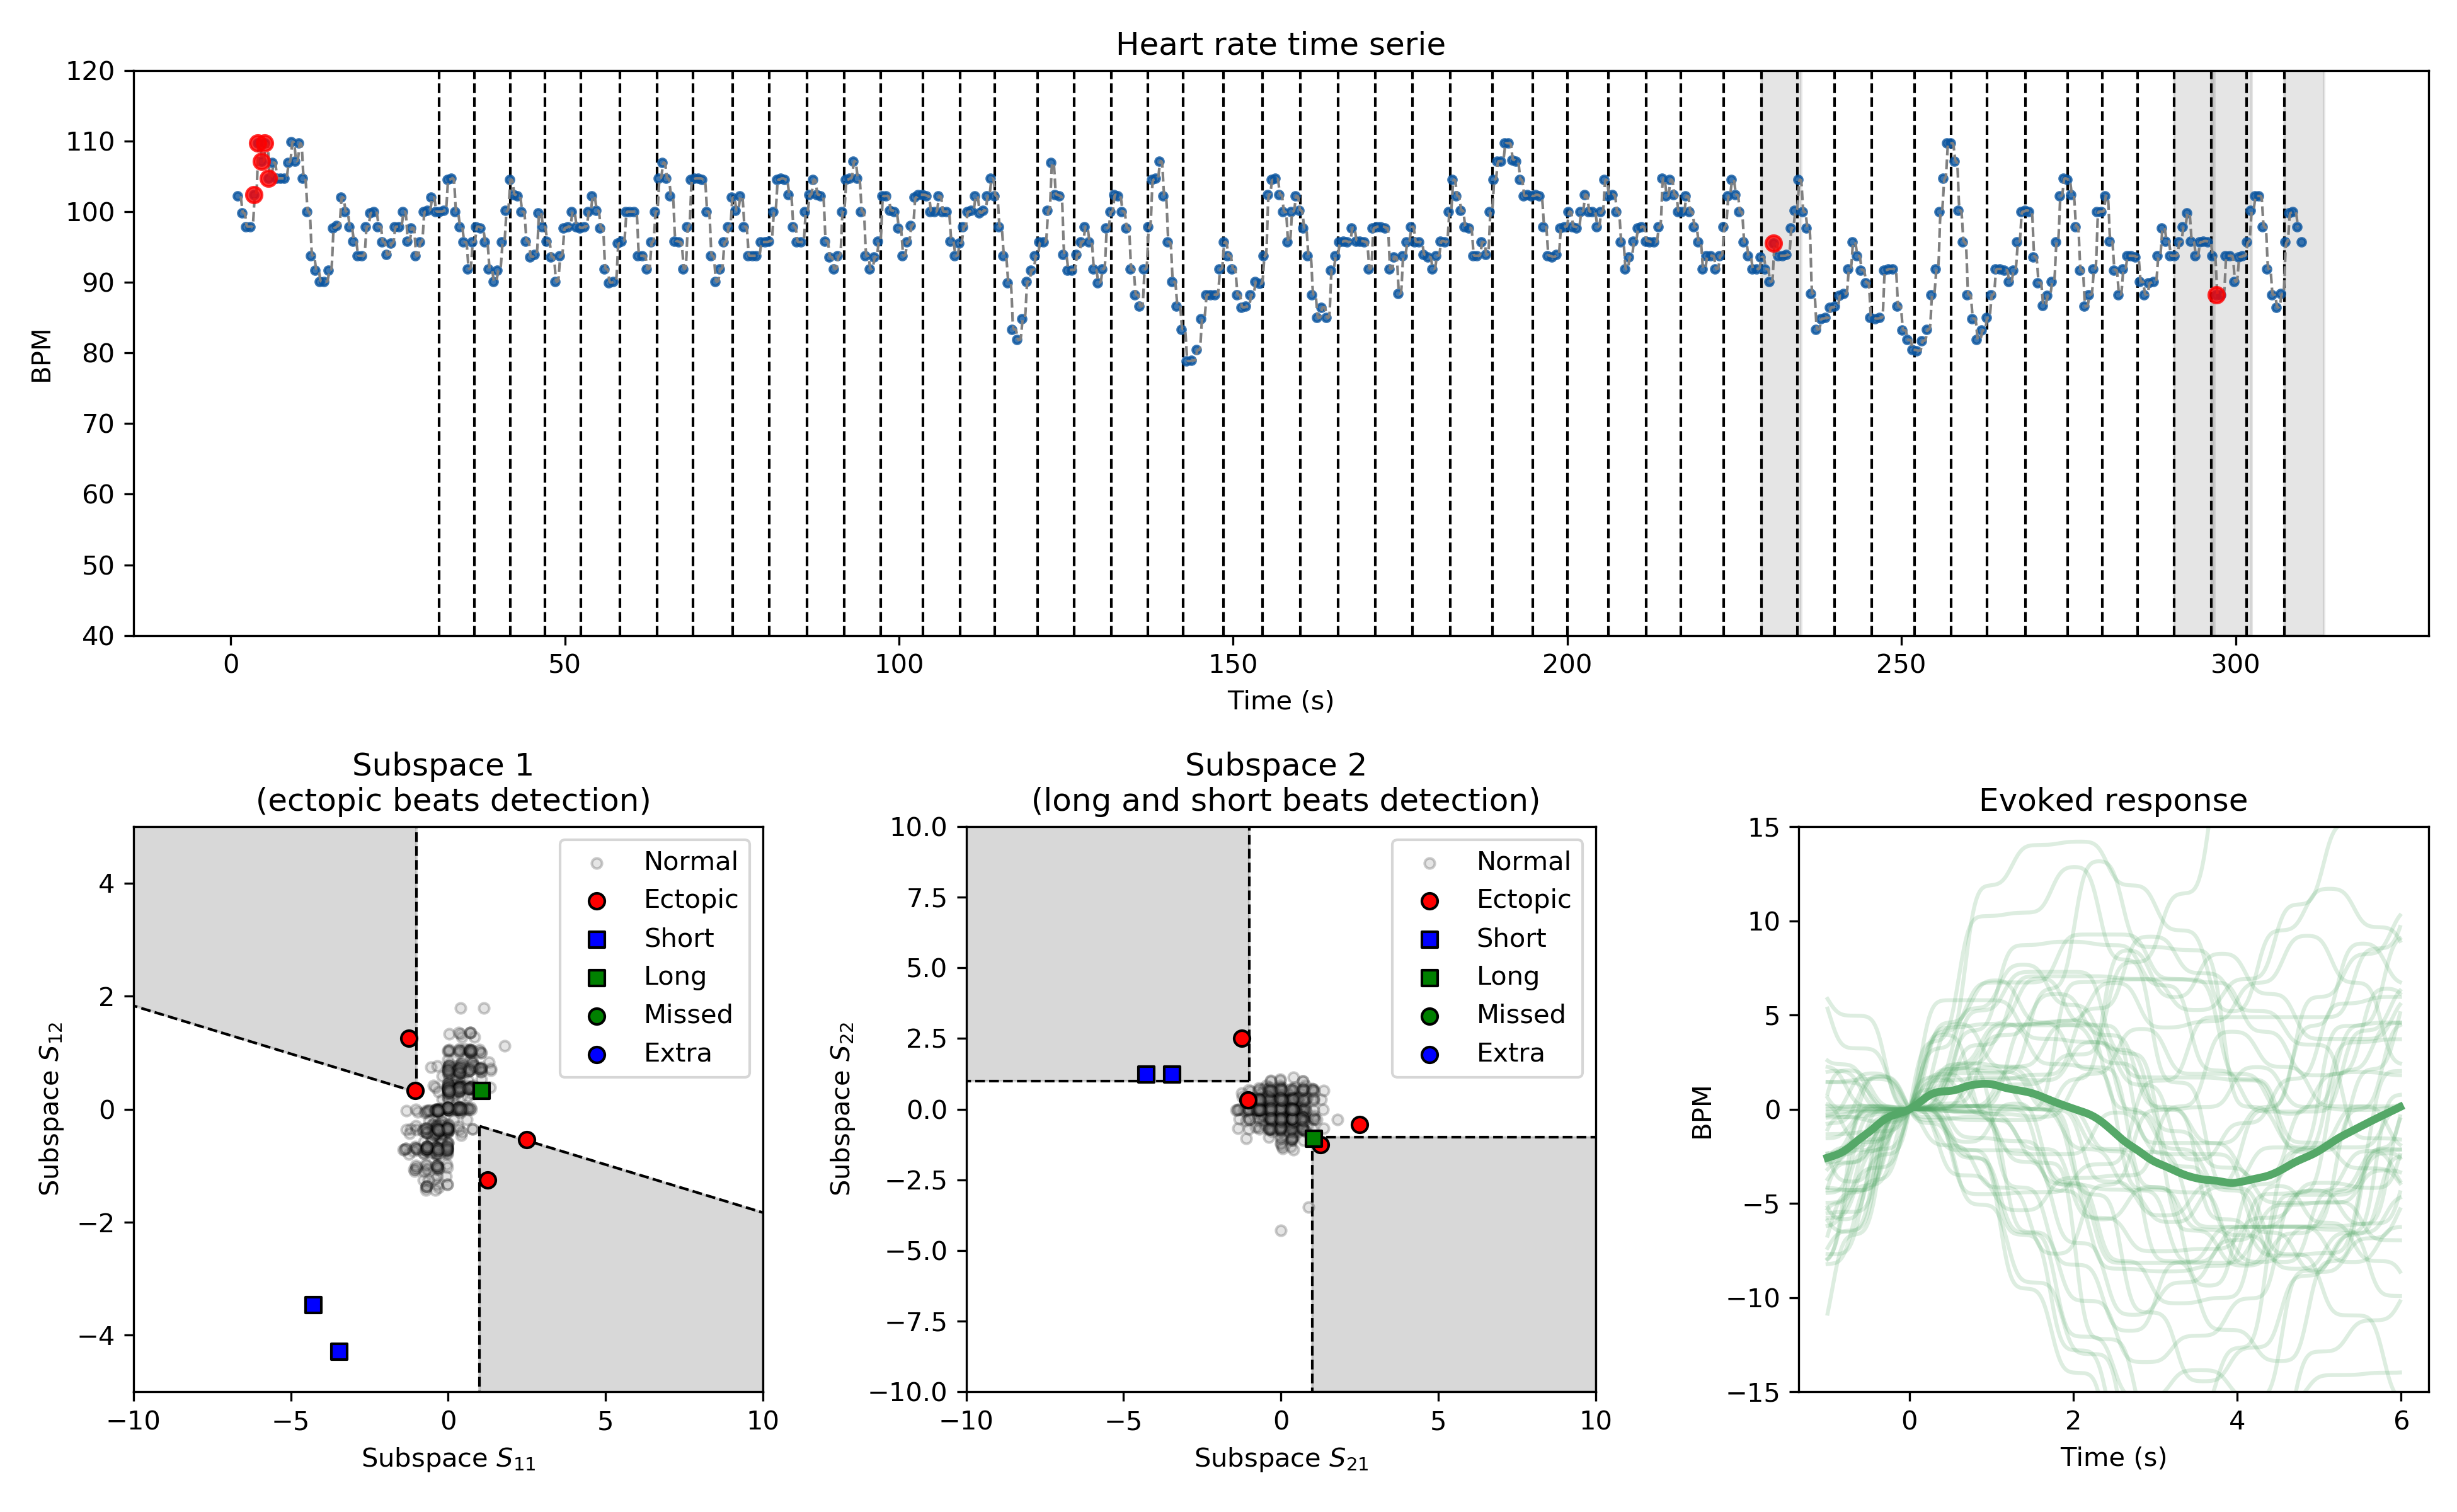 Heart rate time serie
120
110
100
90
80
70
60
50
40
BPM
0 50 100 150 200 250 300
Time (s)
Subspace 1
(ectopic beats detection)
4
2
0
−2
−4
Subspace S12
Normal
Ectopic
Short
Long
Missed
Extra
−10 −5 0 5 10
Subspace S11
Subspace 2
(long and short beats detection)
10.0
7.5
5.0
2.5
0.0
−2.5
−5.0
−7.5
−10.0
Subspace S22
Normal
Ectopic
Short
Long
Missed
Extra
−10 −5 0 5 10
Subspace S21
Evoked response
15
10
5
0
−5
−10
−15
BPM
0 2 4 6
Time (s)